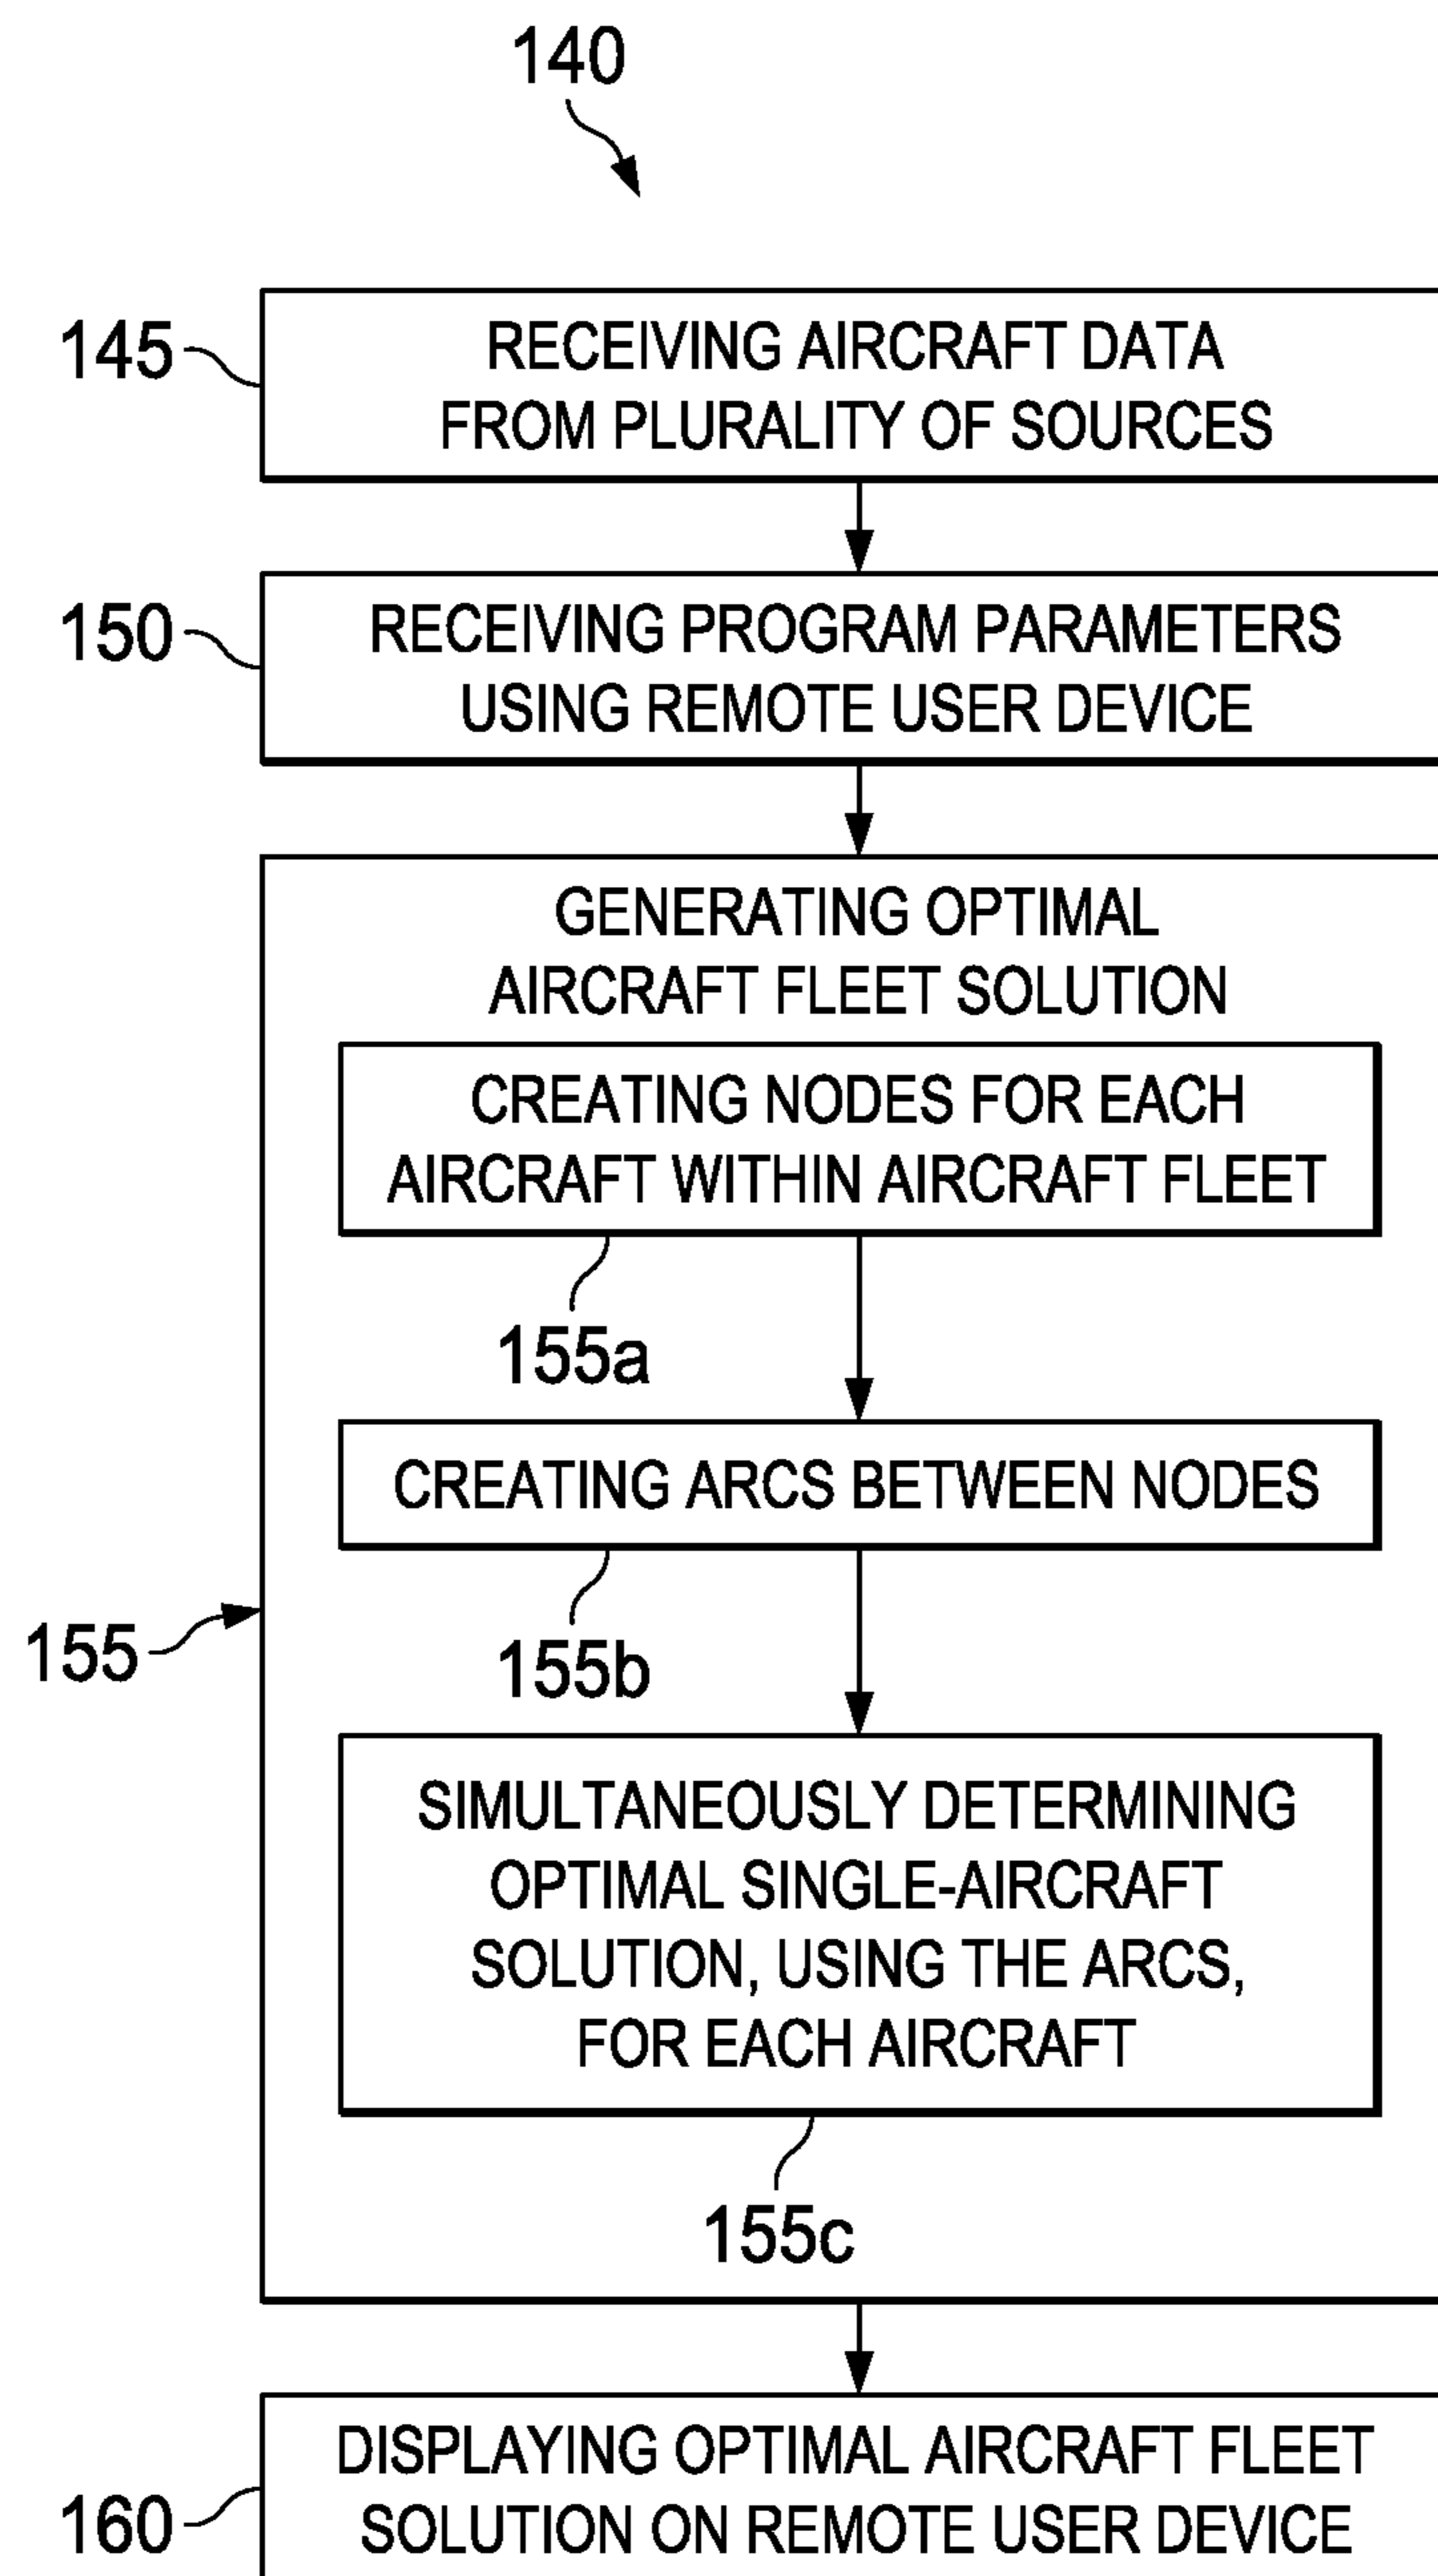 140
145
RECEIVING AIRCRAFT DATA
FROM PLURALITY OF SOURCES
150
RECEIVING PROGRAM PARAMETERS
USING REMOTE USER DEVICE
155
GENERATING OPTIMAL
AIRCRAFT FLEET SOLUTION
CREATING NODES FOR EACH
AIRCRAFT WITHIN AIRCRAFT FLEET
155a
CREATING ARCS BETWEEN NODES
155b
SIMULTANEOUSLY DETERMINING
OPTIMAL SINGLE-AIRCRAFT
SOLUTION, USING THE ARCS,
FOR EACH AIRCRAFT
155c
160
DISPLAYING OPTIMAL AIRCRAFT FLEET
SOLUTION ON REMOTE USER DEVICE